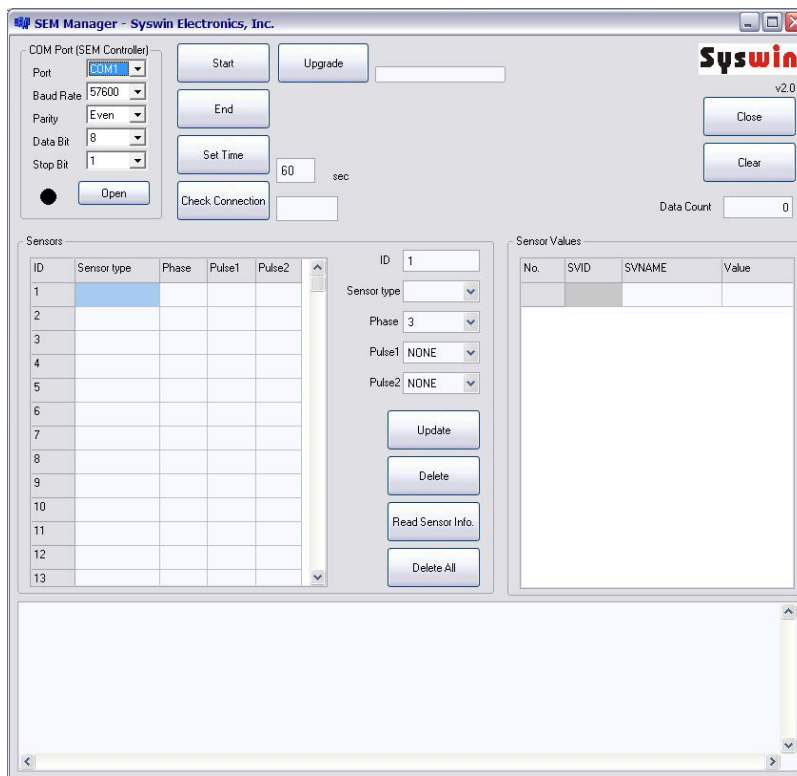 SEM Manager - Syswin Electronics, Inc.
COM Port (SEM Controller)
Port COM1
Baud Rate 57600
Parity Even
Data Bit 8
Stop Bit 1
Open
Start
End
Set Time
Check Connection
Upgrade
60 sec
Syswin
v2.0
Close
Clear
Data Count 0
Sensors
ID Sensor type Phase Pulse1 Pulse2
1
2
3
4
5
6
7
8
9
10
11
12
13
ID 1
Sensor type
Phase 3
Pulse1 NONE
Pulse2 NONE
Update
Delete
Read Sensor Info.
Delete All
Sensor Values
No. SVID SVNAME Value